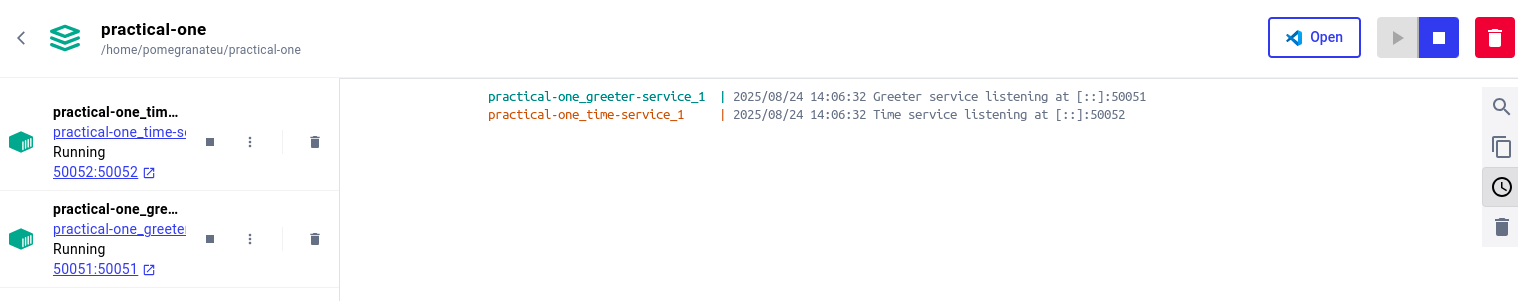 practical-one
/home/pomegranateu/practical-one
Open
practical-one_tim...
practical-one_time-s
Running
50052:50052
practical-one_gre...
practical-one_greete
Running
50051:50051
practical-one_greeter-service_1 | 2025/08/24 14:06:32 Greeter service listening at [::]:50051
practical-one_time-service_1 | 2025/08/24 14:06:32 Time service listening at [::]:50052